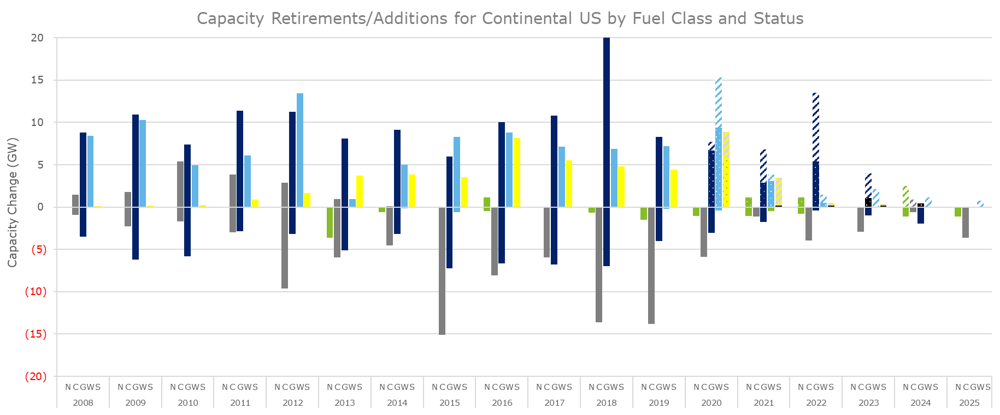 Capacity Retirements/Additions for Continental US by Fuel Class and Status
Capacity Change (GW)
20
15
10
5
0
(5)
(10)
(15)
(20)
N C G W S N C G W S N C G W S N C G W S N C G W S N C G W S N C G W S N C G W S N C G W S N C G W S N C G W S N C G W S N C G W S N C G W S N C G W S N C G W S N C G W S N C G W S
2008 2009 2010 2011 2012 2013 2014 2015 2016 2017 2018 2019 2020 2021 2022 2023 2024 2025